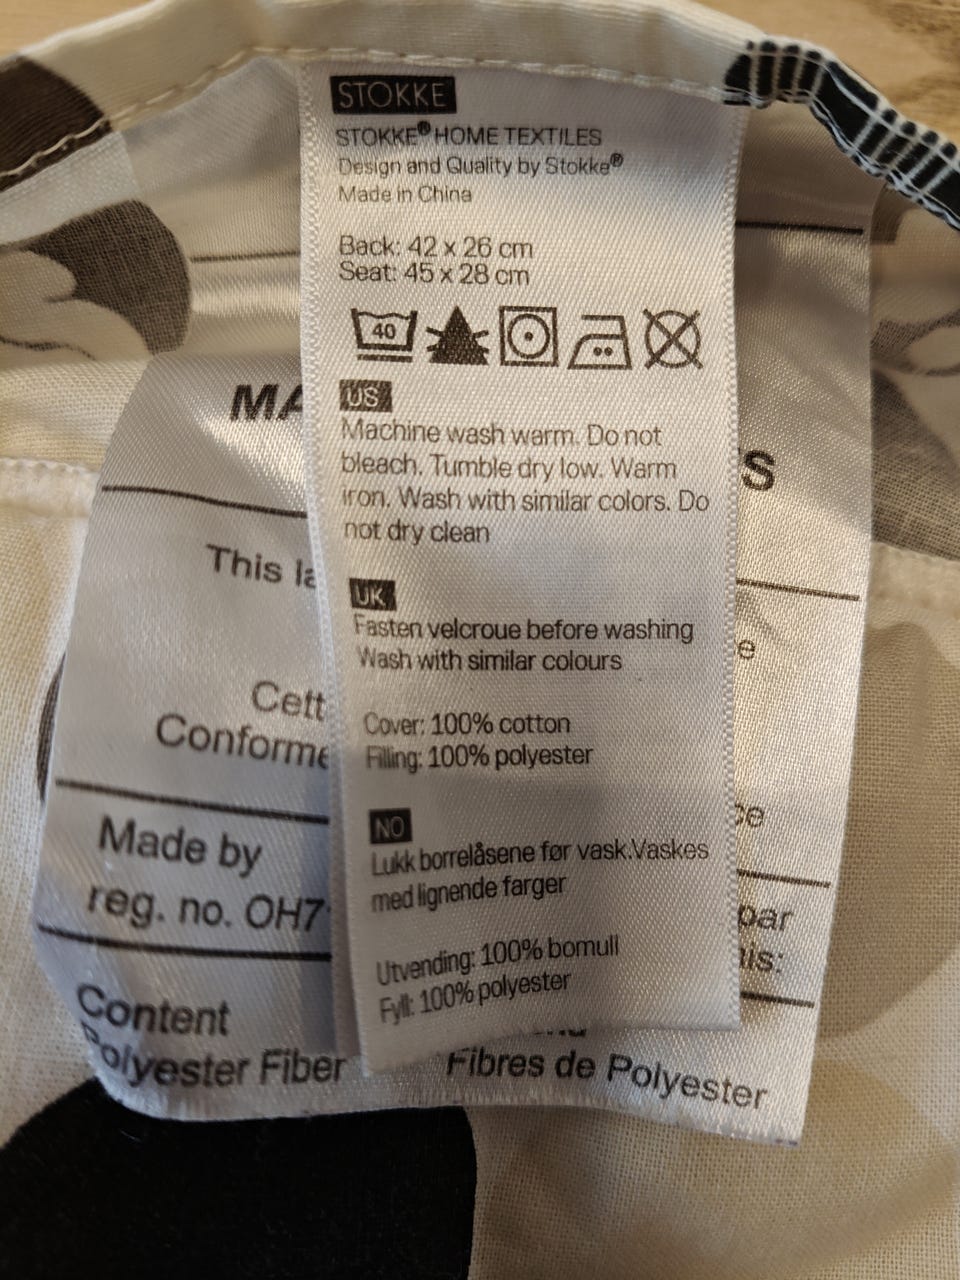 STOKKE
STOKKE® HOME TEXTILES
Design and Quality by Stokke®
Made in China
Back: 42 x 26 cm
Seat: 45 x 28 cm
40
US
Machine wash warm. Do not
bleach. Tumble dry low. Warm
iron. Wash with similar colors. Do
not dry clean
UK
Fasten velcroue before washing
Wash with similar colours
Cover: 100% cotton
Filling: 100% polyester
NO
Lukk borrelåsene før vask.Vaskes
med lignende farger
Utvending: 100% bomull
Fyll: 100% polyester
This
Made by
reg. no. OH7
par
Content
Polyester Fiber
Fibres de Polyester